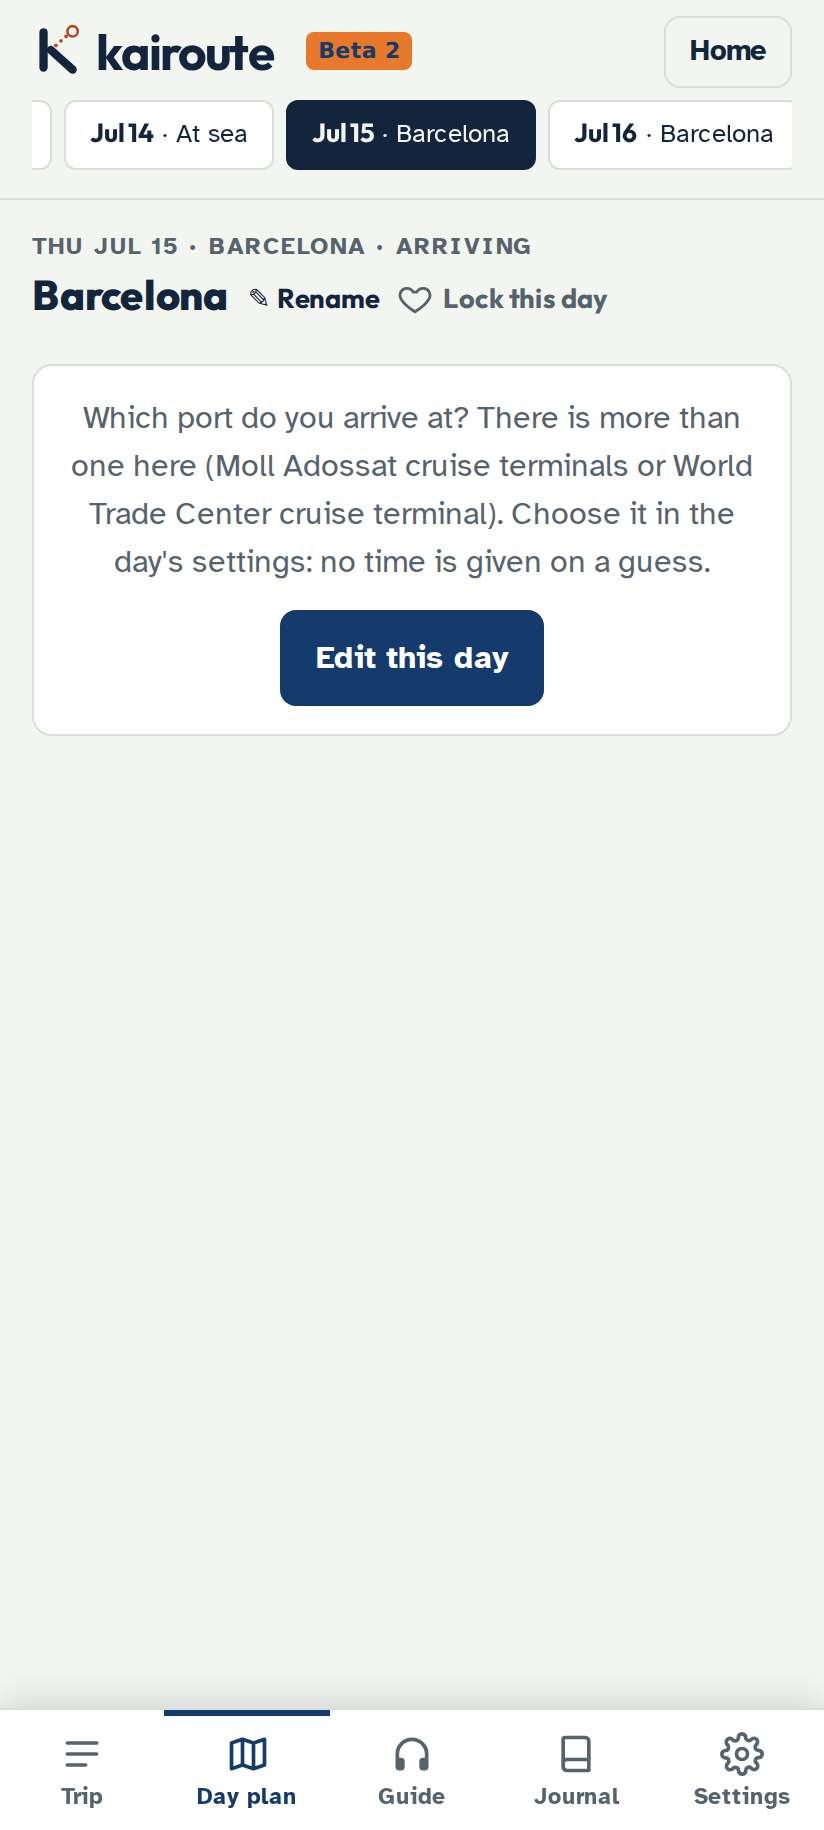 kairoute Beta 2 Home
Jul 14 · At sea Jul 15 · Barcelona Jul 16 · Barcelona
THU JUL 15 · BARCELONA · ARRIVING
Barcelona ✎ Rename Lock this day
Which port do you arrive at? There is more than
one here (Moll Adossat cruise terminals or World
Trade Center cruise terminal). Choose it in the
day's settings: no time is given on a guess.
Edit this day
Trip Day plan Guide Journal Settings